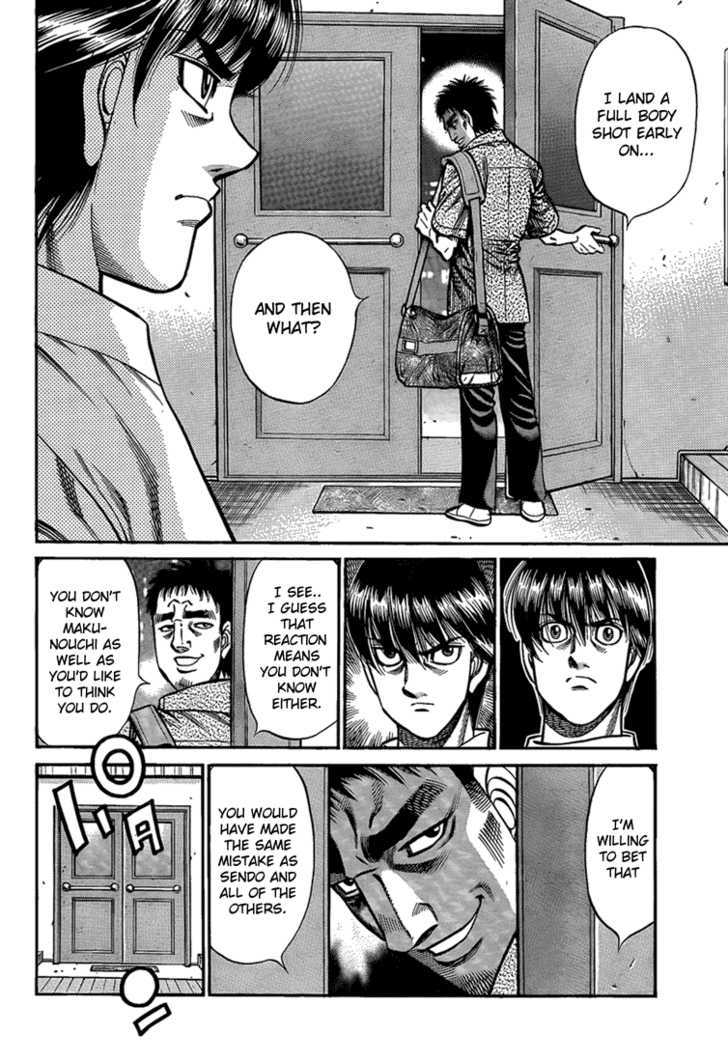 I LAND A
FULL BODY
SHOT EARLY
ON...
AND THEN
WHAT?
I SEE..
I GUESS
THAT
REACTION
MEANS
YOU DON'T
KNOW
EITHER.
YOU DON'T
KNOW
MAKU-
NOUCHI AS
WELL AS
YOU'D LIKE
TO THINK
YOU DO.
I'M
WILLING
TO BET
THAT
YOU WOULD
HAVE MADE
THE SAME
MISTAKE AS
SENDO AND
ALL OF THE
OTHERS.